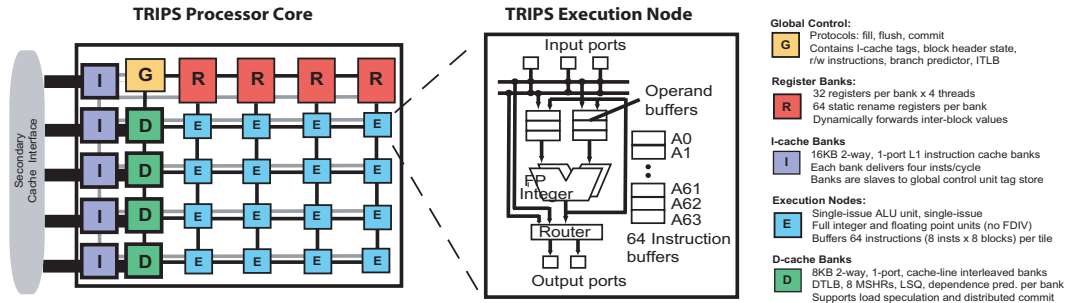 TRIPS Processor Core
Secondary
Cache Interface
I
G
R
R
R
R
I
D
E
E
E
E
I
D
E
E
E
E
I
D
E
E
E
E
I
D
E
E
E
E
TRIPS Execution Node
Input ports
Operand
buffers
A0
A1
FP
Integer
A61
A62
A63
Router
64 Instruction
buffers
Output ports
Global Control:
G
Protocols: fill, flush, commit
Contains I-cache tags, block header state,
r/w instructions, branch predictor, ITLB
Register Banks:
R
32 registers per bank x 4 threads
64 static rename registers per bank
Dynamically forwards inter-block values
I-cache Banks
I
16KB 2-way, 1-port L1 instruction cache banks
Each bank delivers four insts/cycle
Banks are slaves to global control unit tag store
Execution Nodes:
E
Single-issue ALU unit, single-issue
Full integer and floating point units (no FDIV)
Buffers 64 instructions (8 insts x 8 blocks) per tile
D-cache Banks
D
8KB 2-way, 1-port, cache-line interleaved banks
DTLB, 8 MSHRs, LSQ, dependence pred. per bank
Supports load speculation and distributed commit